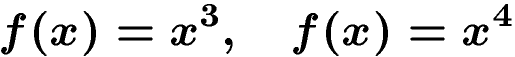 f(x) = x³, f(x) = x⁴